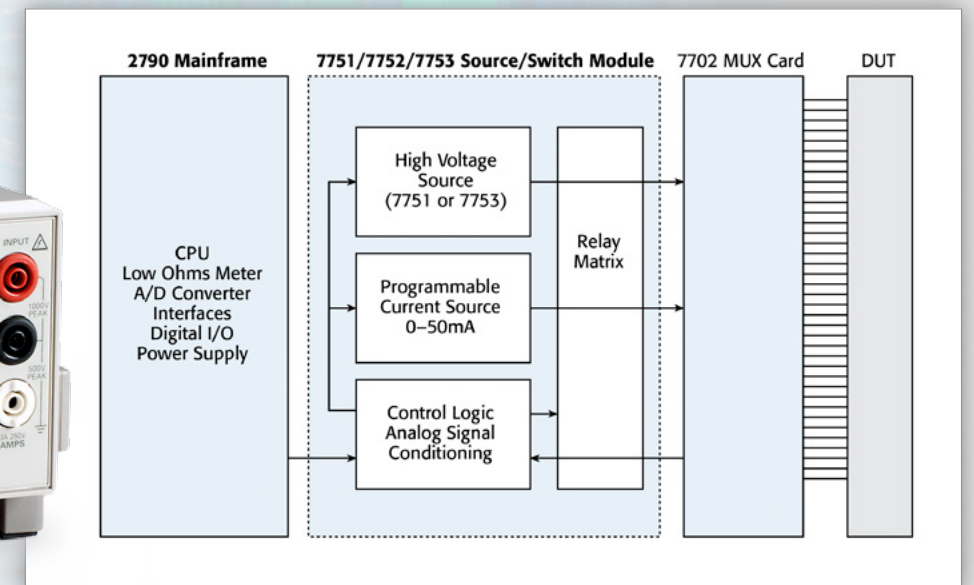 2790 Mainframe
7751/7752/7753 Source/Switch Module
7702 MUX Card
DUT
CPU
Low Ohms Meter
A/D Converter
Interfaces
Digital I/O
Power Supply
High Voltage
Source
(7751 or 7753)
Programmable
Current Source
0–50mA
Control Logic
Analog Signal
Conditioning
Relay
Matrix
INPUT
1000V
PEAK
500V
PEAK
250V
AMPS